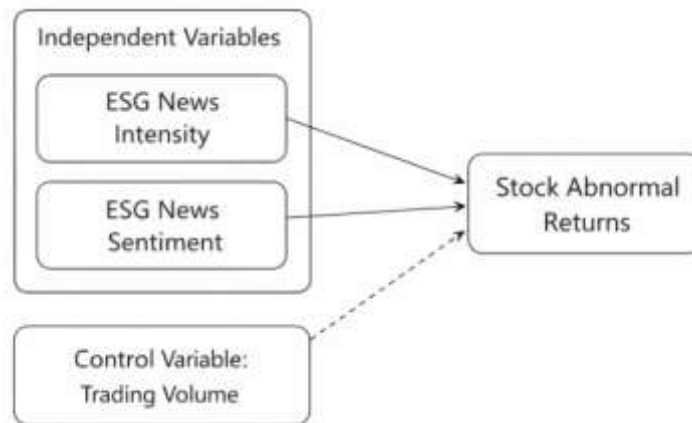 Independent Variables
ESG News
Intensity
ESG News
Sentiment
Stock Abnormal
Returns
Control Variable:
Trading Volume